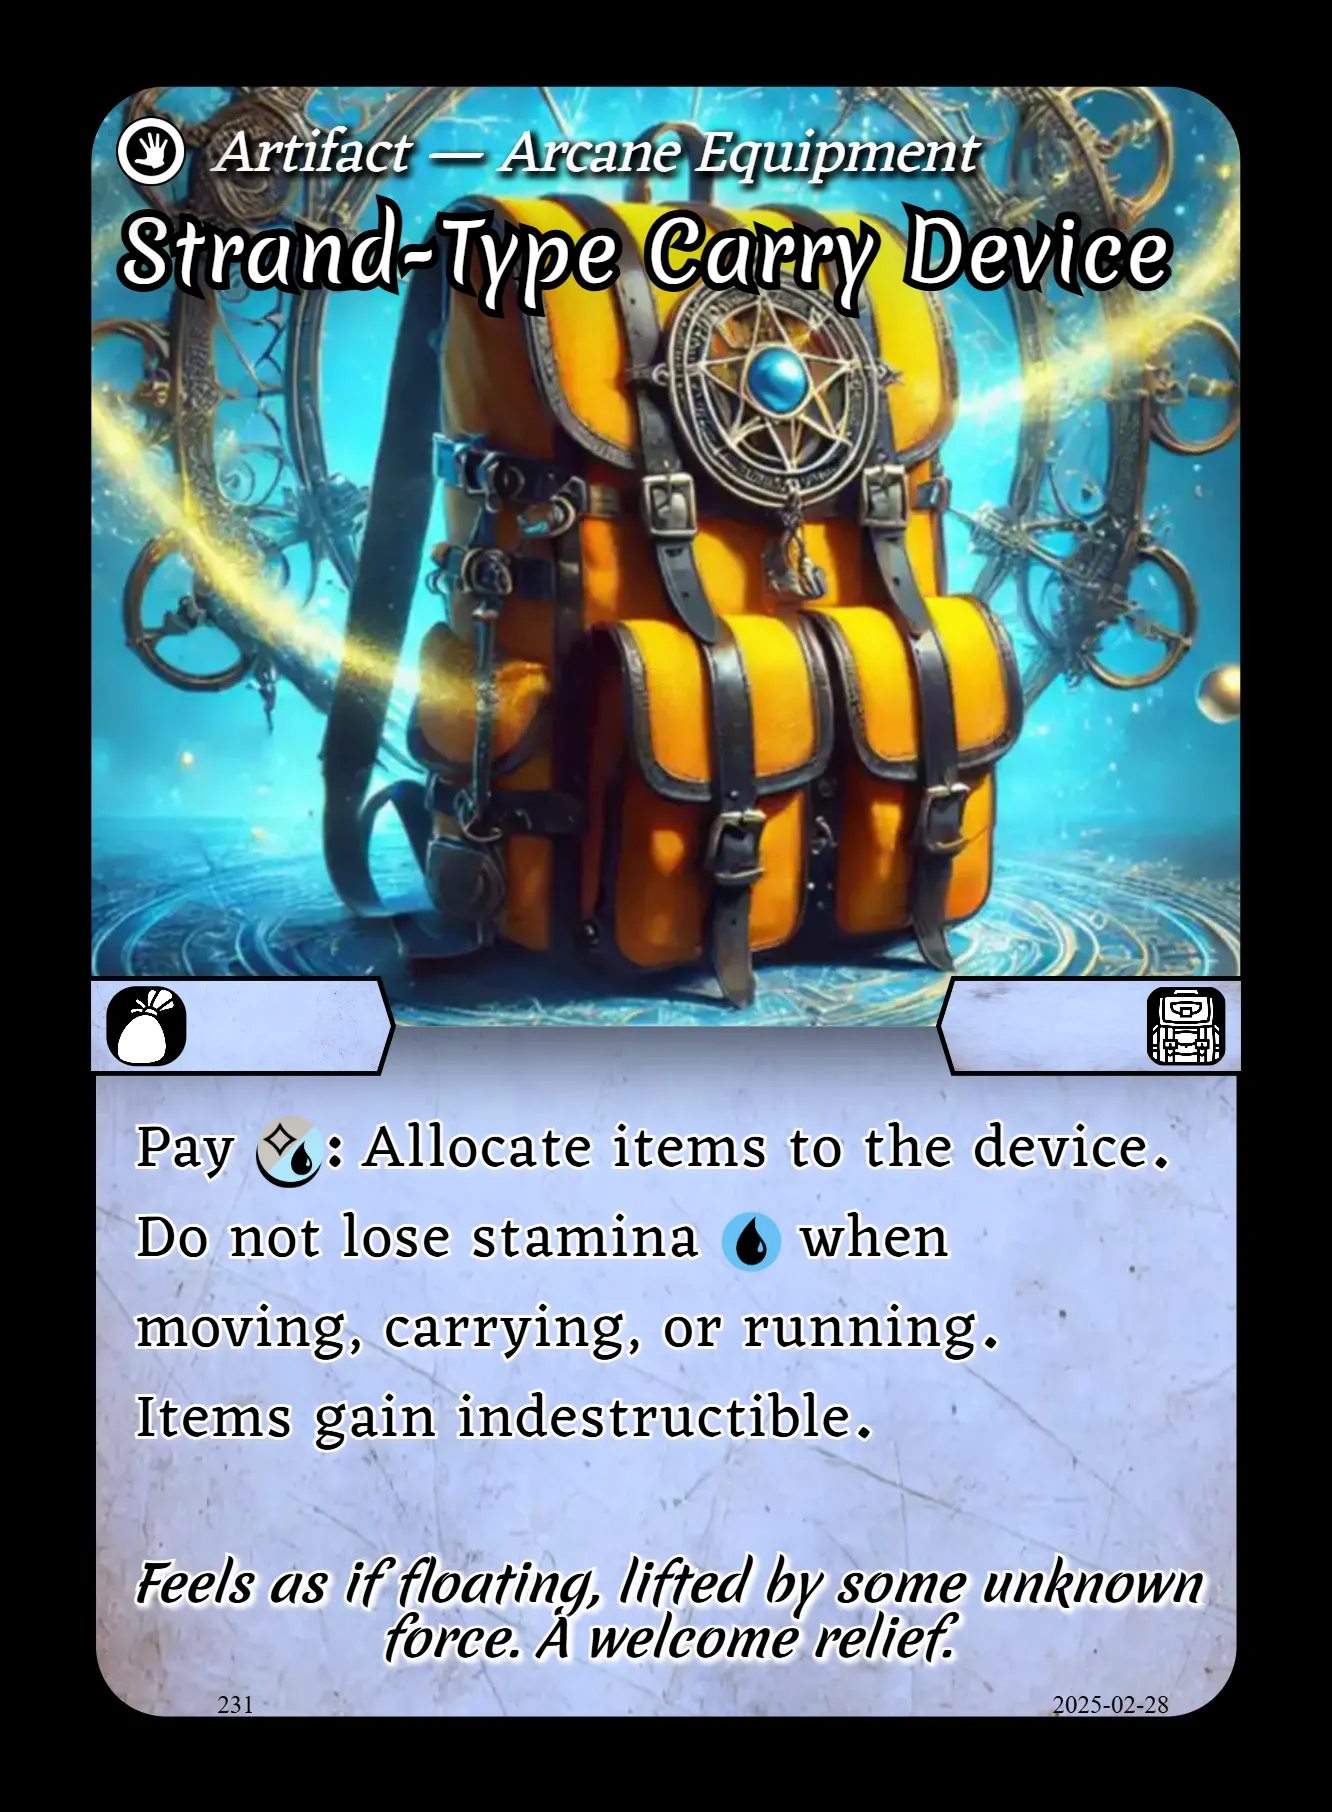 Artifact — Arcane Equipment
Strand-Type Carry Device
Pay : Allocate items to the device.
Do not lose stamina when
moving, carrying, or running.
Items gain indestructible.
Feels as if floating, lifted by some unknown
force. A welcome relief.
231
2025-02-28